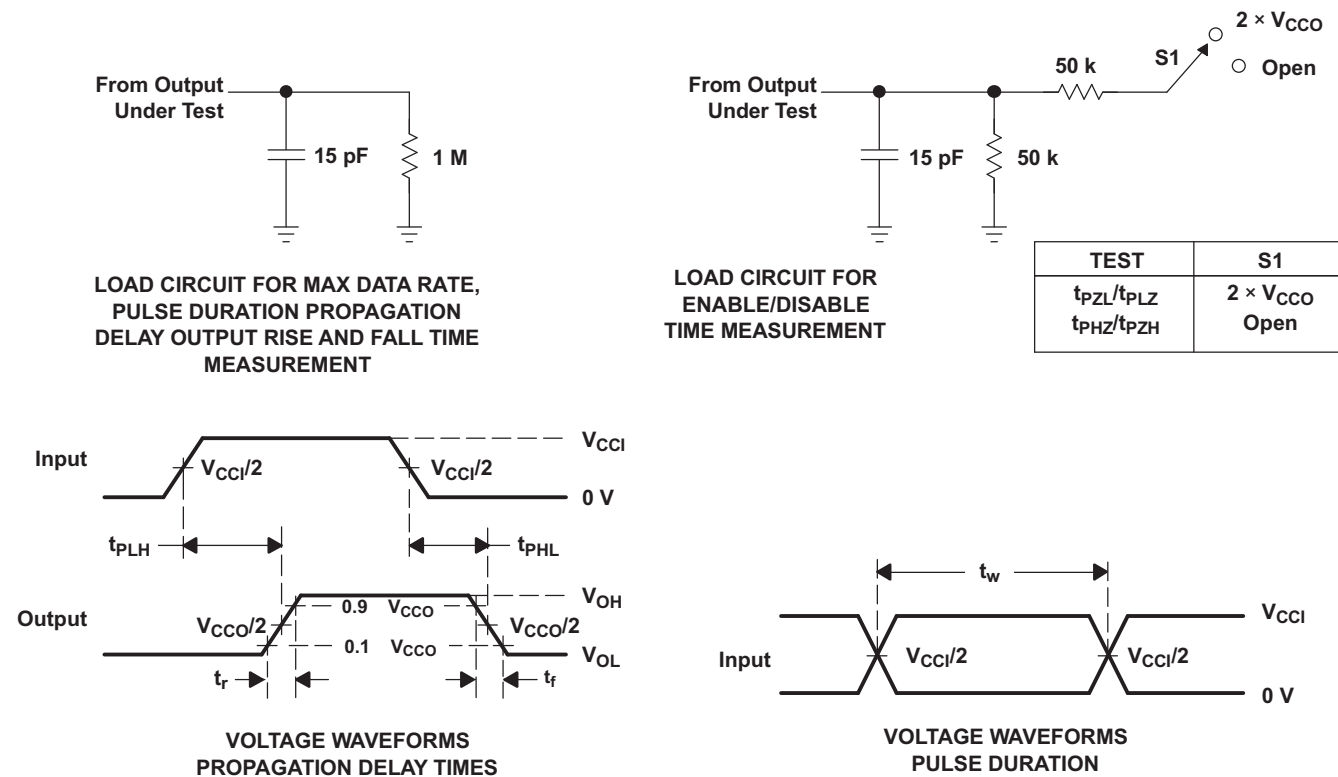 From Output
Under Test
15 pF
1 M
LOAD CIRCUIT FOR MAX DATA RATE,
PULSE DURATION PROPAGATION
DELAY OUTPUT RISE AND FALL TIME
MEASUREMENT
From Output
Under Test
15 pF
50 k
50 k
S1
2 × VCCO
Open
LOAD CIRCUIT FOR
ENABLE/DISABLE
TIME MEASUREMENT
TEST S1
tPZL/tPLZ 2 × VCCO
tPHZ/tPZH Open
Input
VCCI/2
VCCI/2
VCCI
0 V
tPLH
tPHL
Output
VCCO/2
0.9 VCCO
0.1 VCCO
VCCO/2
VOH
VOL
tr
tf
VOLTAGE WAVEFORMS
PROPAGATION DELAY TIMES
tw
Input
VCCI/2
VCCI/2
VCCI
0 V
VOLTAGE WAVEFORMS
PULSE DURATION